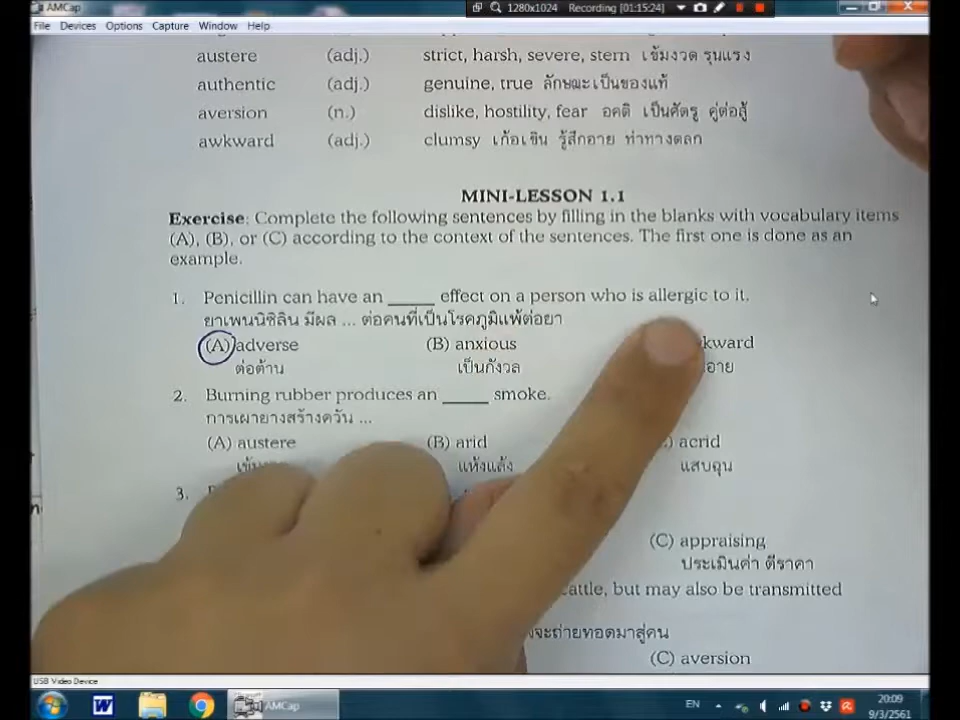 AMCap
1280x1024 Recording [01:15:24]
File Devices Options Capture Window Help
austere (adj.) strict, harsh, severe, stern เข้มงวด รุนแรง
authentic (adj.) genuine, true ลักษณะเป็นของแท้
aversion (n.) dislike, hostility, fear อคติ เป็นศัตรู คู่ต่อสู้
awkward (adj.) clumsy เก้อเขิน รู้สึกอาย ท่าทางตลก
MINI-LESSON 1.1
Exercise: Complete the following sentences by filling in the blanks with vocabulary items
(A), (B), or (C) according to the context of the sentences. The first one is done as an
example.
1. Penicillin can have an _____ effect on a person who is allergic to it.
ยาเพนนิซิลิน มีผล ... ต่อคนที่เป็นโรคภูมิแพ้ต่อยา
(A) adverse (B) anxious kward
ต่อต้าน เป็นกังวล อาย
2. Burning rubber produces an _____ smoke.
การเผายางสร้างควัน ...
(A) austere (B) arid ) acrid
แห้งแล้ง แสบฉุน
3.
(C) appraising
ประเมินค่า ตีราคา
cattle, but may also be transmitted
งจะถ่ายทอดมาสู่คน
(C) aversion
USB Video Device
AMCap EN 20:09
9/3/2561